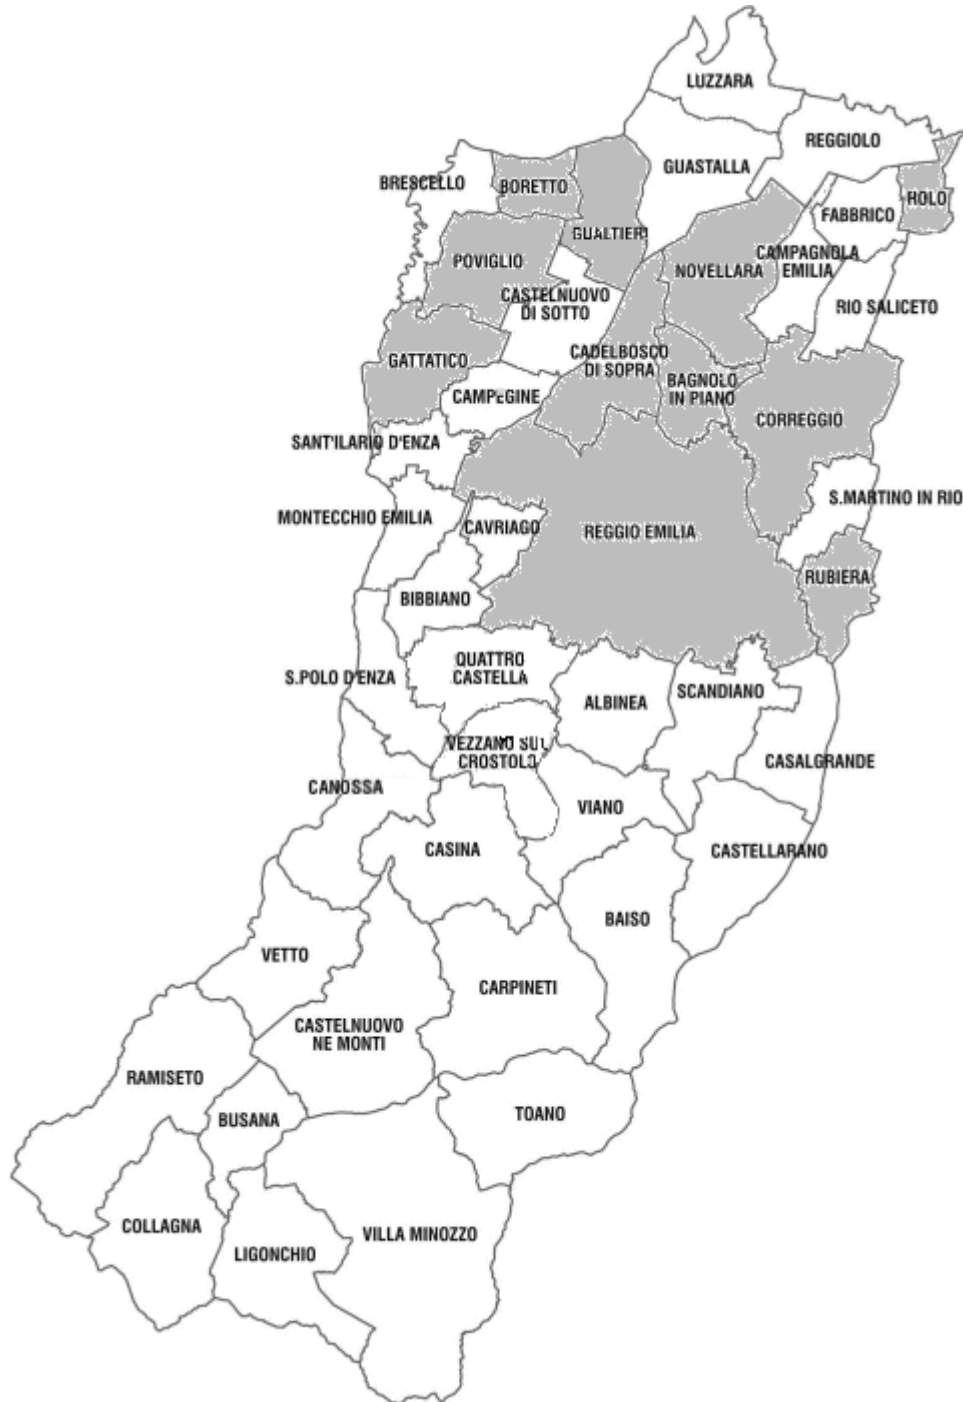 LUZZARA
REGGIOLO
GUASTALLA
BRESCELLO
BORETTO
ROLO
FABBRICO
GUALTIERI
CAMPAGNOLA
EMILIA
POVIGLIO
NOVELLARA
CASTELNUOVO
DI SOTTO
RIO SALICETO
CADELBOSCO
DI SOPRA
GATTATICO
BAGNOLO
IN PIANO
CAMPEGINE
CORREGGIO
SANT'ILARIO D'ENZA
S.MARTINO IN RIO
MONTECCHIO EMILIA
CAVRIAGO
REGGIO EMILIA
RUBIERA
BIBBIANO
QUATTRO
CASTELLA
S.POLO D'ENZA
SCANDIANO
ALBINEA
VEZZANO SUL
CROSTOLO
CASALGRANDE
CANOSSA
VIANO
CASINA
CASTELLARANO
BAISO
VETTO
CARPINETI
CASTELNUOVO
NE MONTI
RAMISETO
BUSANA
TOANO
COLLAGNA
VILLA MINOZZO
LIGONCHIO